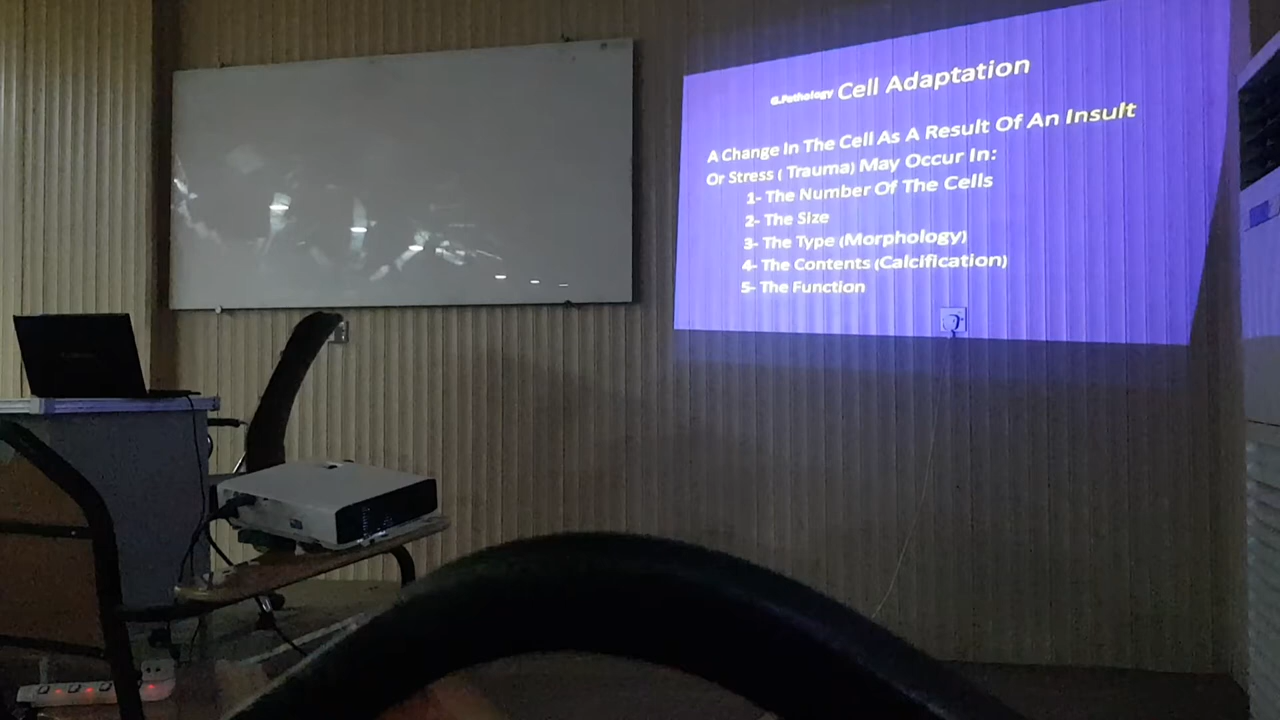 G.Pathology Cell Adaptation
A Change In The Cell As A Result Of An Insult
Or Stress ( Trauma) May Occur In:
1- The Number Of The Cells
2- The Size
3- The Type (Morphology)
4- The Contents (Calcification)
5- The Function